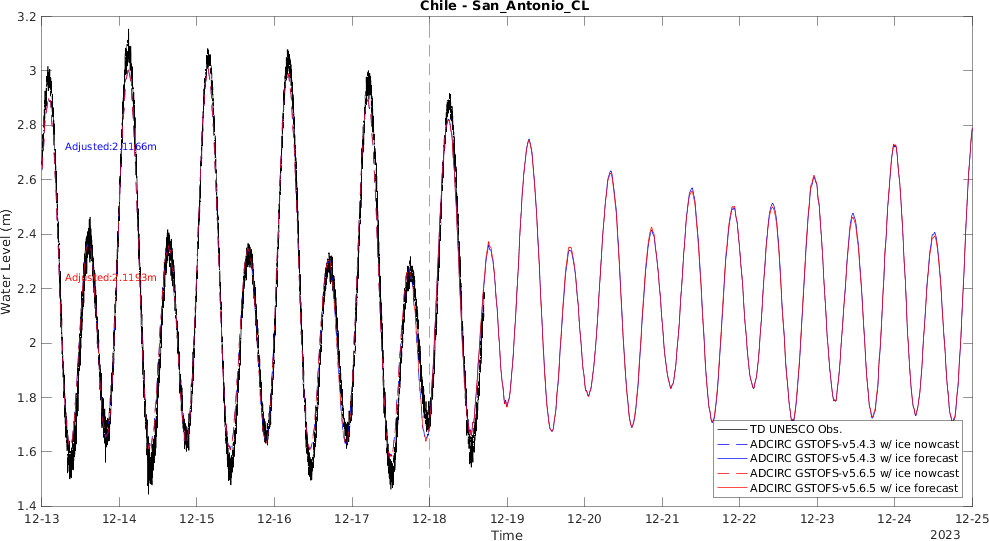 Chile - San_Antonio_CL
Water Level (m)
3.2
3
2.8
2.6
2.4
2.2
2
1.8
1.6
1.4
Adjusted:2.1166m
Adjusted:2.1193m
TD UNESCO Obs.
ADCIRC GSTOFS-v5.4.3 w/ ice nowcast
ADCIRC GSTOFS-v5.4.3 w/ ice forecast
ADCIRC GSTOFS-v5.6.5 w/ ice nowcast
ADCIRC GSTOFS-v5.6.5 w/ ice forecast
12-13 12-14 12-15 12-16 12-17 12-18 12-19 12-20 12-21 12-22 12-23 12-24 12-25
Time
2023